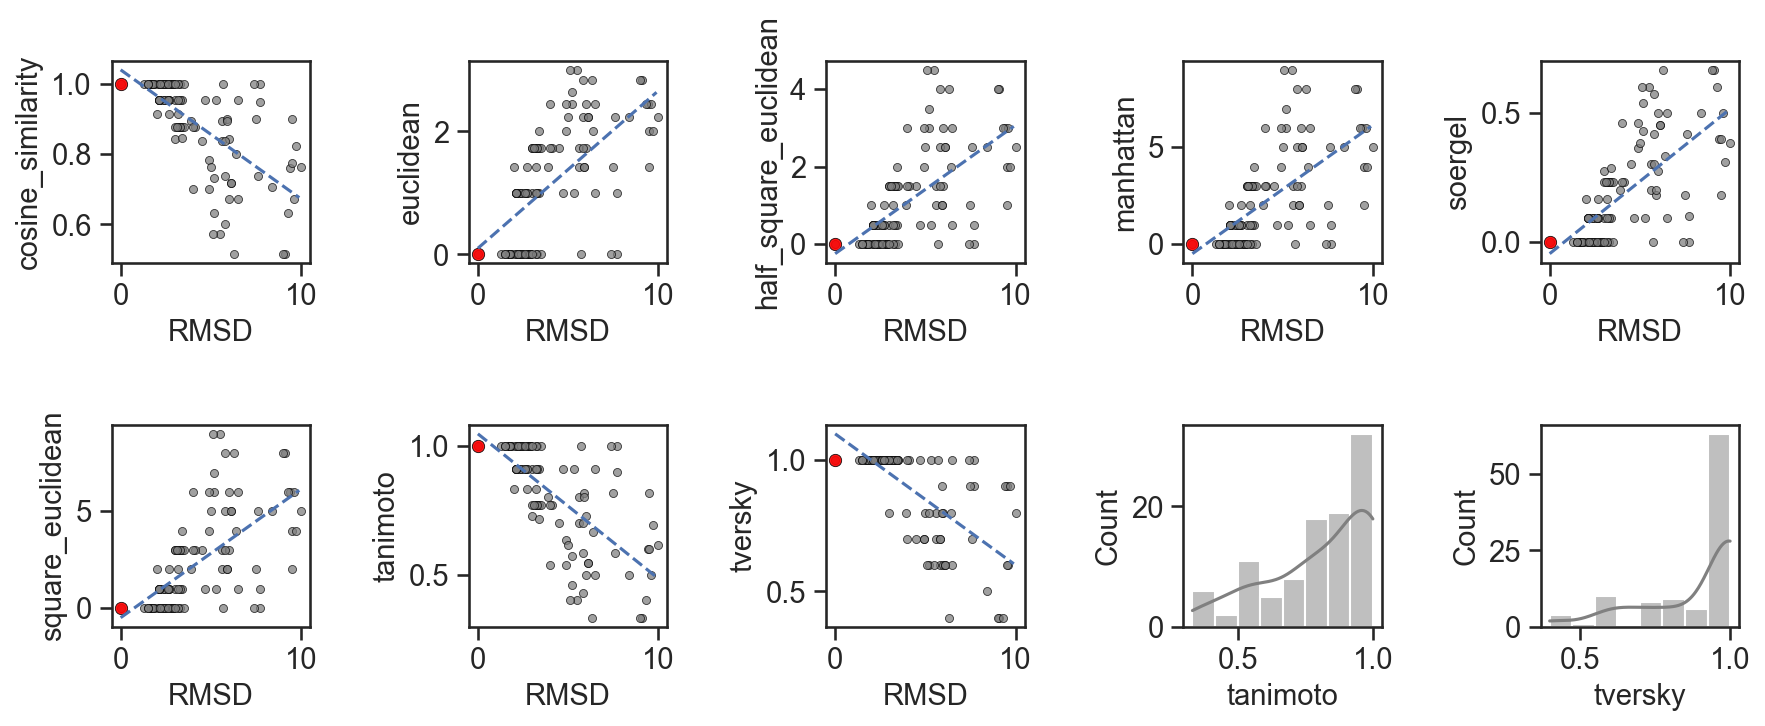 cosine_similarity
1.0
0.8
0.6
0
10
RMSD
euclidean
2
0
0
10
RMSD
half_square_euclidean
4
2
0
0
10
RMSD
manhattan
5
0
0
10
RMSD
soergel
0.5
0.0
0
10
RMSD
square_euclidean
5
0
0
10
RMSD
tanimoto
1.0
0.5
0
10
RMSD
tversky
1.0
0.5
0
10
RMSD
Count
20
0
0.5
1.0
tanimoto
Count
50
25
0
0.5
1.0
tversky